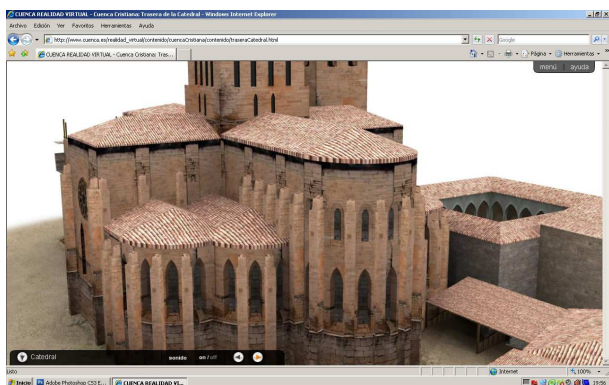 CUENCA REALIDAD VIRTUAL - Cuenca Cristiana: Trasera de la Catedral - Windows Internet Explorer
Archivo Edición Ver Favoritos Herramientas Ayuda
http://www.cuenca.es/realidad_virtual/contenido/cuencaCristiana/contenido/traseraCatedral.html
Google
CUENCA REALIDAD VIRTUAL - Cuenca Cristiana: Tras...
Página Herramientas
menú ayuda
Catedral sonido on/off
Listo Internet 100%
Inicio Adobe Photoshop CS3 E... CUENCA REALIDAD VI... 19:56